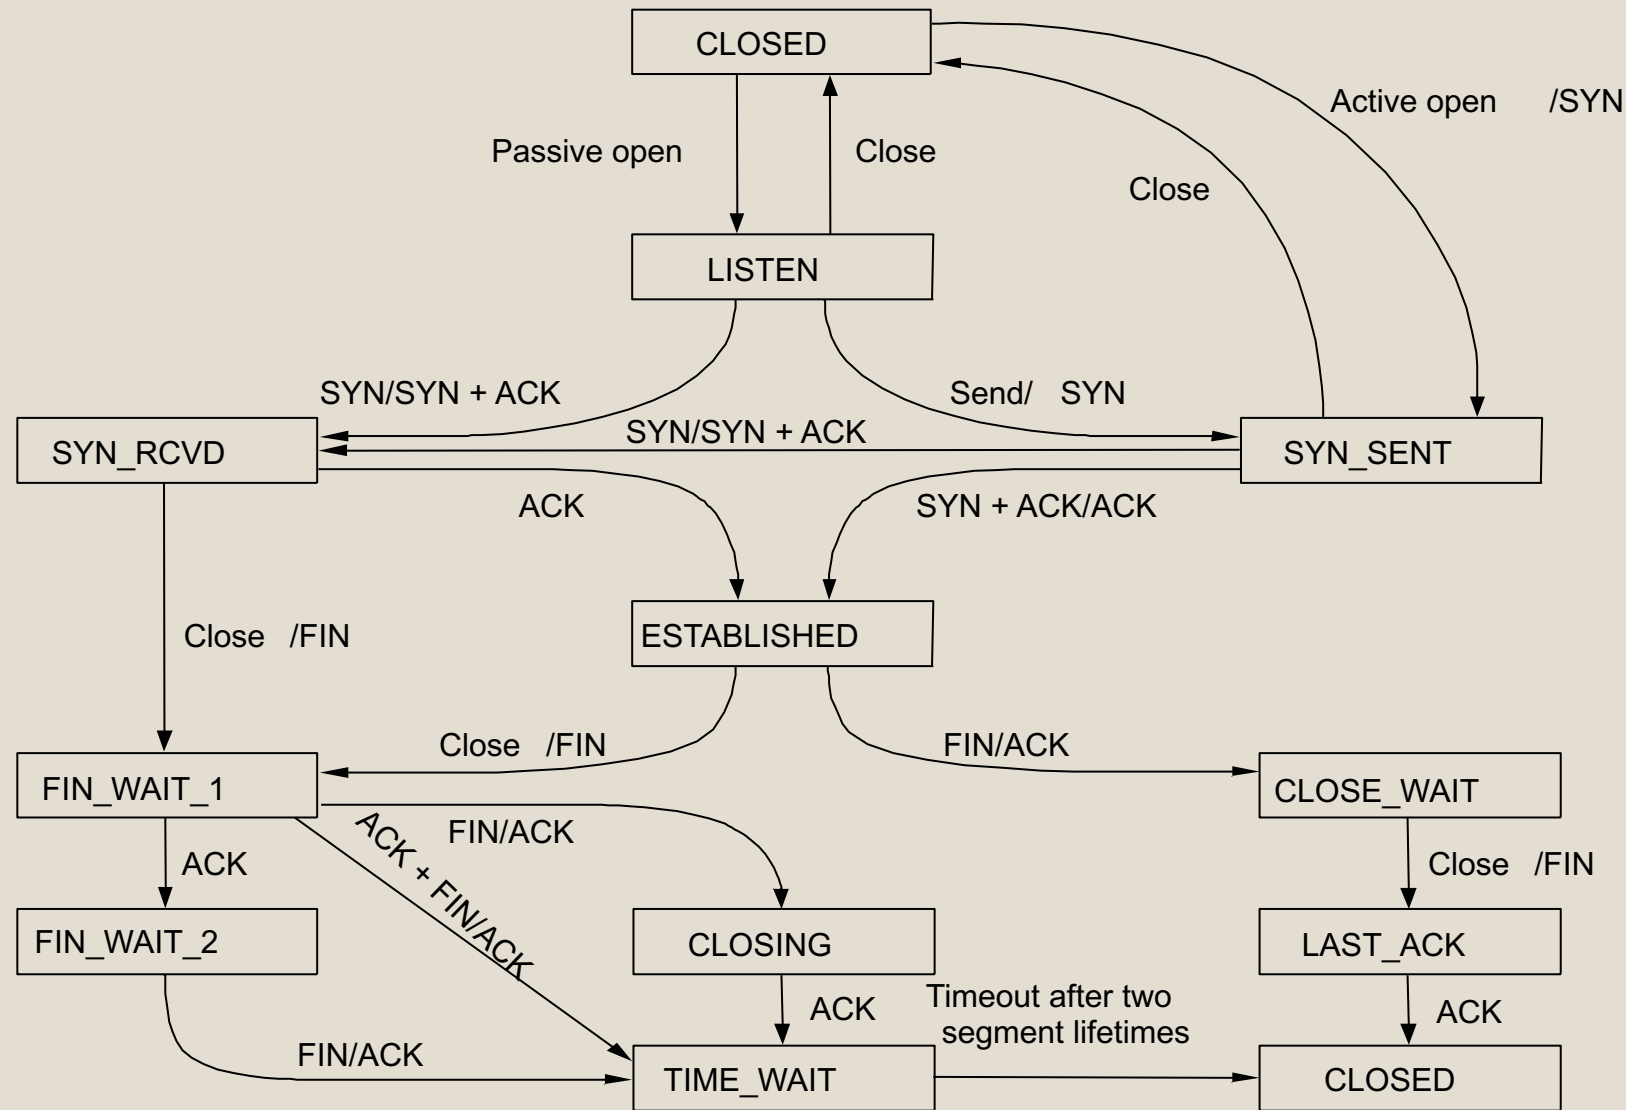 CLOSED
Active open /SYN
Passive open
Close
Close
LISTEN
SYN/SYN + ACK
Send/ SYN
SYN/SYN + ACK
SYN_RCVD
SYN_SENT
ACK
SYN + ACK/ACK
Close /FIN
ESTABLISHED
Close /FIN
FIN/ACK
FIN_WAIT_1
CLOSE_WAIT
ACK + FIN/ACK
FIN/ACK
ACK
Close /FIN
FIN_WAIT_2
CLOSING
LAST_ACK
ACK
Timeout after two
segment lifetimes
ACK
FIN/ACK
TIME_WAIT
CLOSED